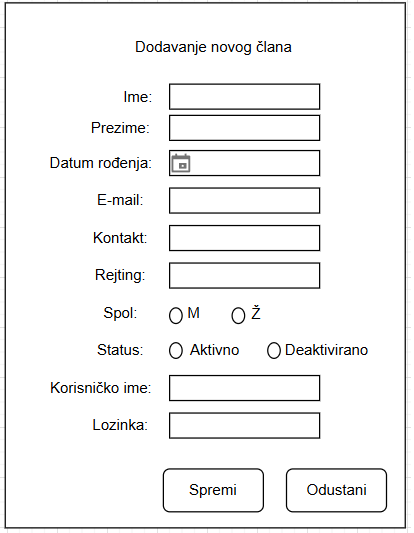 Dodavanje novog člana
Ime:
Prezime:
Datum rođenja:
E-mail:
Kontakt:
Rejting:
Spol: M Ž
Status: Aktivno Deaktivirano
Korisničko ime:
Lozinka:
Spremi Odustani